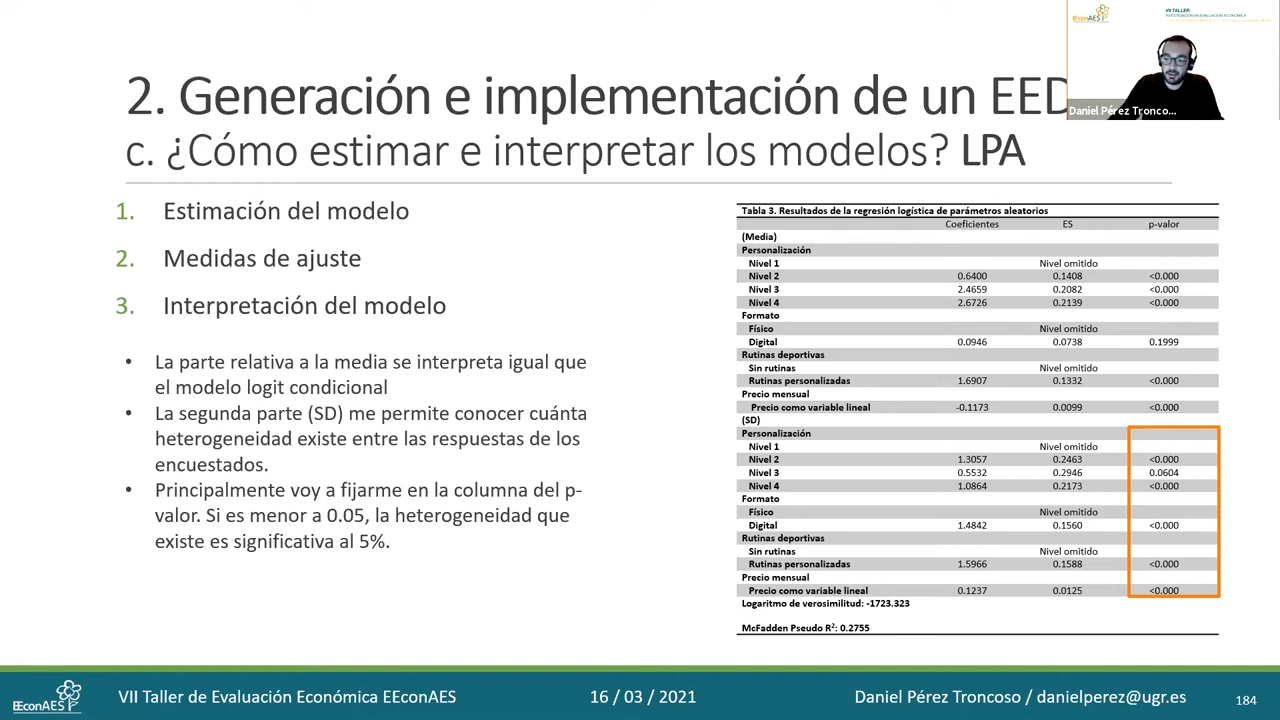 EEconAES
VII TALLER
2. Generación e implementación de un EED
Daniel Pérez Tronco...
c. ¿Cómo estimar e interpretar los modelos? LPA
1. Estimación del modelo
2. Medidas de ajuste
3. Interpretación del modelo
• La parte relativa a la media se interpreta igual que
el modelo logit condicional
• La segunda parte (SD) me permite conocer cuánta
heterogeneidad existe entre las respuestas de los
encuestados.
• Principalmente voy a fijarme en la columna del p-
valor. Si es menor a 0.05, la heterogeneidad que
existe es significativa al 5%.
Tabla 3. Resultados de la regresión logística de parámetros aleatorios
Coeficientes ES p-valor
(Media)
Personalización
Nivel 1 Nivel omitido
Nivel 2 0.6400 0.1408 <0.000
Nivel 3 2.4659 0.2082 <0.000
Nivel 4 2.6726 0.2139 <0.000
Formato
Físico Nivel omitido
Digital 0.0946 0.0738 0.1999
Rutinas deportivas
Sin rutinas Nivel omitido
Rutinas personalizadas 1.6907 0.1332 <0.000
Precio mensual
Precio como variable lineal -0.1173 0.0099 <0.000
(SD)
Personalización
Nivel 1 Nivel omitido
Nivel 2 1.3057 0.2463 <0.000
Nivel 3 0.5532 0.2946 0.0604
Nivel 4 1.0864 0.2173 <0.000
Formato
Físico Nivel omitido
Digital 1.4842 0.1560 <0.000
Rutinas deportivas
Sin rutinas Nivel omitido
Rutinas personalizadas 1.5966 0.1588 <0.000
Precio mensual
Precio como variable lineal 0.1237 0.0125 <0.000
Logaritmo de verosimilitud: -1723.323
McFadden Pseudo R²: 0.2755
EEconAES
VII Taller de Evaluación Económica EEconAES
16 / 03 / 2021
Daniel Pérez Troncoso / danielperez@ugr.es
184